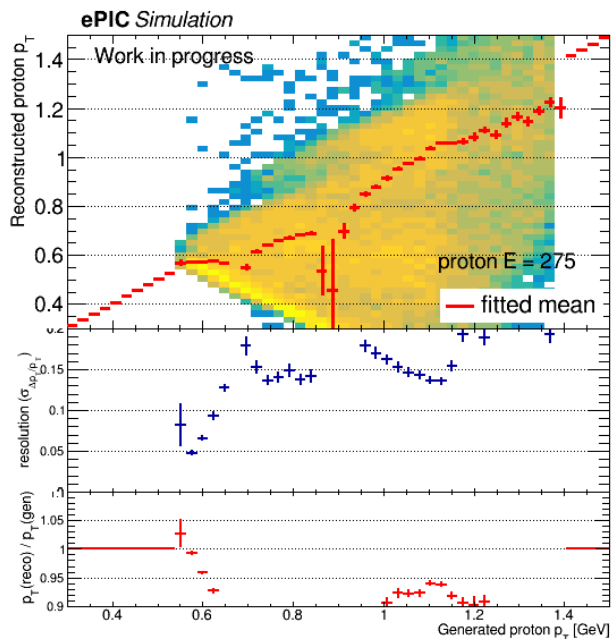 ePIC Simulation
Work in progress
Reconstructed proton p_T
1.4
1.2
1
0.8
0.6
0.4
proton E = 275
fitted mean
resolution (σ_Δp_T/p_T)
0.2
0.15
0.1
0.05
0
p_T(reco) / p_T(gen)
1.05
1
0.95
0.9
0.4 0.6 0.8 1 1.2 1.4
Generated proton p_T [GeV]